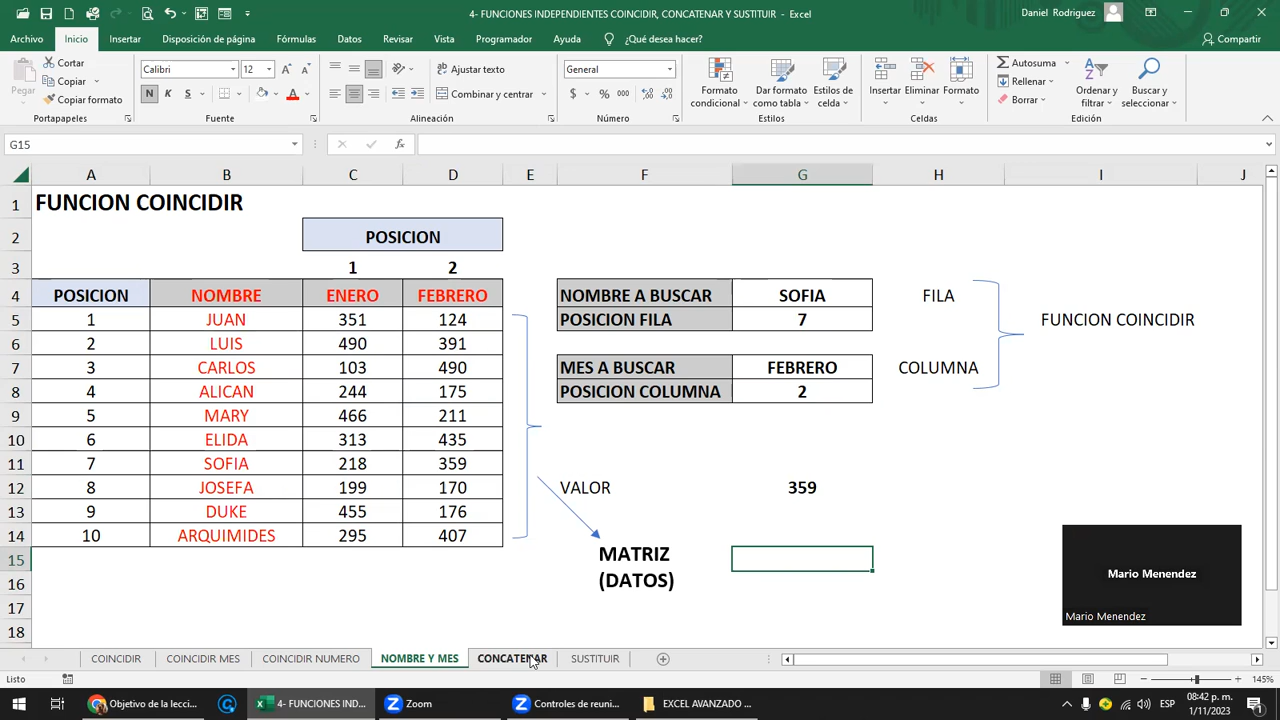 4- FUNCIONES INDEPENDIENTES COINCIDIR, CONCATENAR Y SUSTITUIR - Excel
Daniel Rodriguez
Archivo Inicio Insertar Disposición de página Fórmulas Datos Revisar Vista Programador Ayuda ¿Qué desea hacer? Compartir
Pegar
Cortar
Copiar
Copiar formato
Portapapeles
Calibri 12
N K S
Fuente
Ajustar texto
Combinar y centrar
Alineación
General
$ % 000
Número
Formato condicional
Dar formato como tabla
Estilos de celda
Estilos
Insertar Eliminar Formato
Celdas
Autosuma
Rellenar
Borrar
Ordenar y filtrar
Buscar y seleccionar
Edición
G15 fx
A B C D E F G H I J
1 FUNCION COINCIDIR
2 POSICION
3 1 2
4 POSICION NOMBRE ENERO FEBRERO NOMBRE A BUSCAR SOFIA FILA
5 1 JUAN 351 124 POSICION FILA 7 FUNCION COINCIDIR
6 2 LUIS 490 391
7 3 CARLOS 103 490 MES A BUSCAR FEBRERO COLUMNA
8 4 ALICAN 244 175 POSICION COLUMNA 2
9 5 MARY 466 211
10 6 ELIDA 313 435
11 7 SOFIA 218 359
12 8 JOSEFA 199 170 VALOR 359
13 9 DUKE 455 176
14 10 ARQUIMIDES 295 407
15 MATRIZ
16 (DATOS)
17
18
Mario Menendez
Mario Menendez
COINCIDIR COINCIDIR MES COINCIDIR NUMERO NOMBRE Y MES CONCATENAR SUSTITUIR
Listo 145%
Objetivo de la lecci... 4- FUNCIONES IND... Zoom Controles de reuni... EXCEL AVANZADO ... ESP 08:42 p. m.
1/11/2023